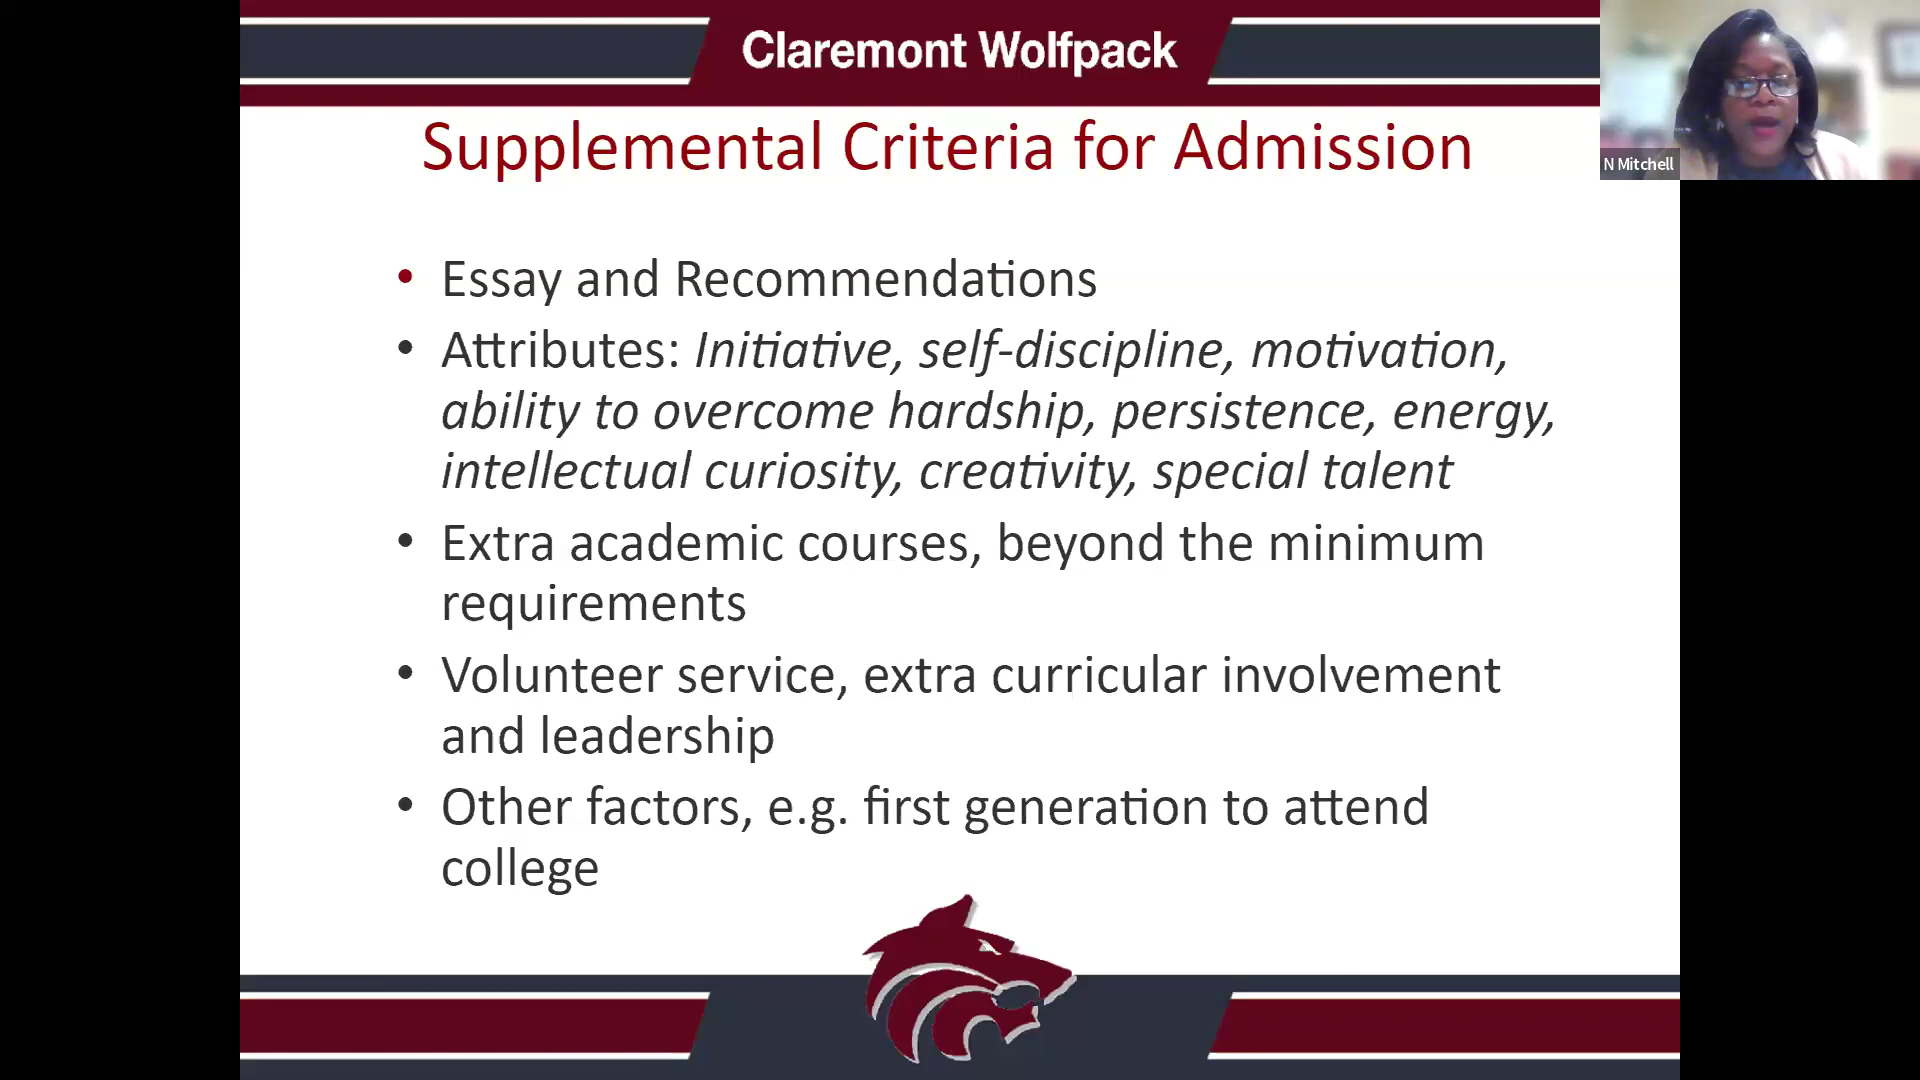 Claremont Wolfpack
Supplemental Criteria for Admission
N Mitchell
• Essay and Recommendations
• Attributes: Initiative, self-discipline, motivation,
ability to overcome hardship, persistence, energy,
intellectual curiosity, creativity, special talent
• Extra academic courses, beyond the minimum
requirements
• Volunteer service, extra curricular involvement
and leadership
• Other factors, e.g. first generation to attend
college